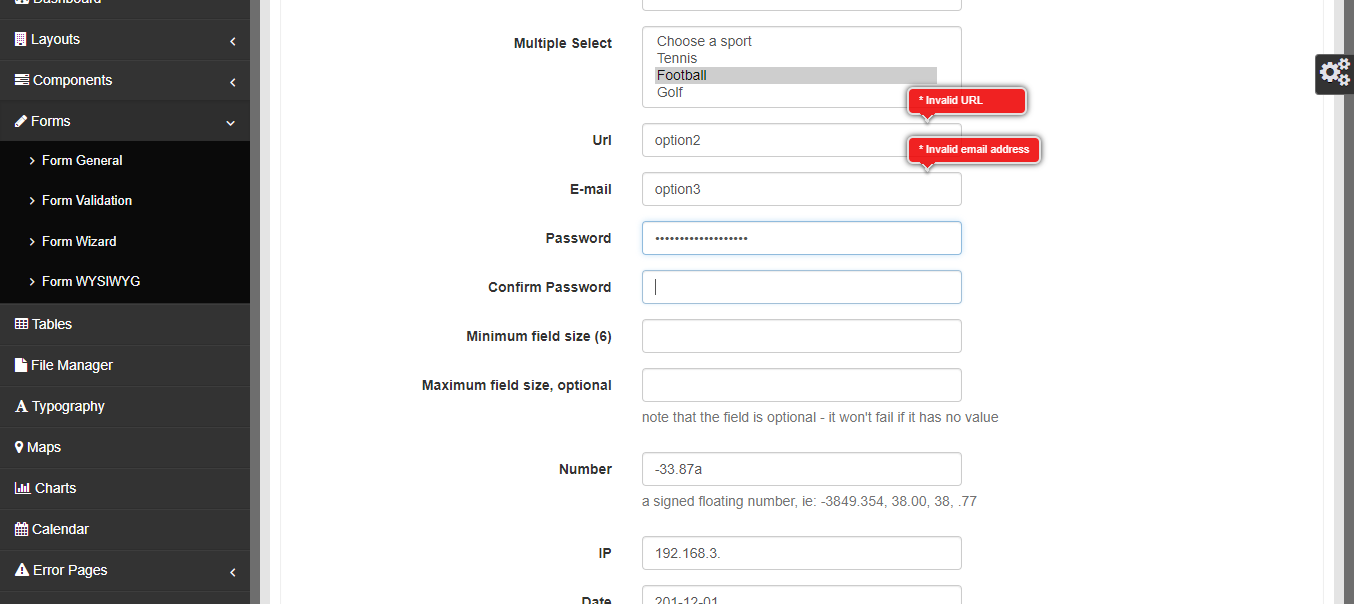 Dashboard
Layouts
Components
Forms
Form General
Form Validation
Form Wizard
Form WYSIWYG
Tables
File Manager
Typography
Maps
Charts
Calendar
Error Pages
Multiple Select
Choose a sport
Tennis
Football
Golf
* Invalid URL
Url
option2
* Invalid email address
E-mail
option3
Password
•••••••••••••••••••
Confirm Password
Minimum field size (6)
Maximum field size, optional
note that the field is optional - it won't fail if it has no value
Number
-33.87a
a signed floating number, ie: -3849.354, 38.00, 38, .77
IP
192.168.3.
Date
201-12-01